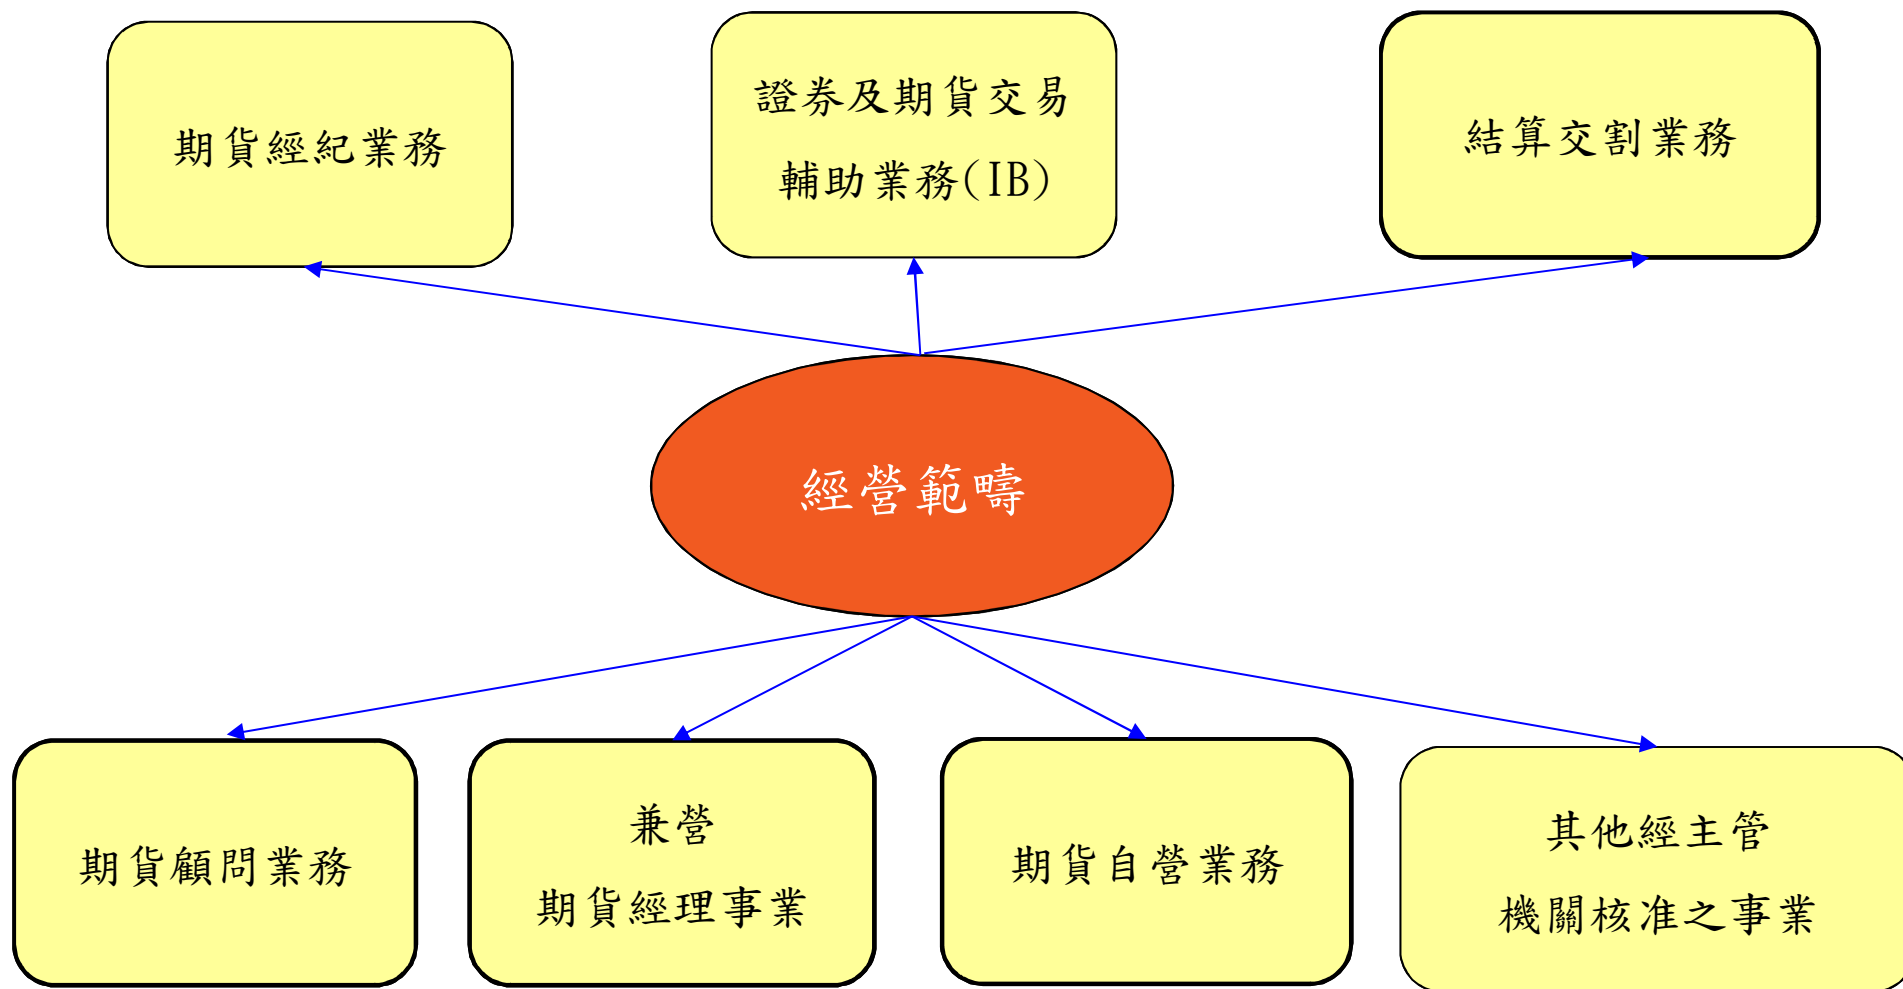 期貨經紀業務
證券及期貨交易
輔助業務(IB)
結算交割業務
經營範疇
期貨顧問業務
兼營
期貨經理事業
期貨自營業務
其他經主管
機關核准之事業